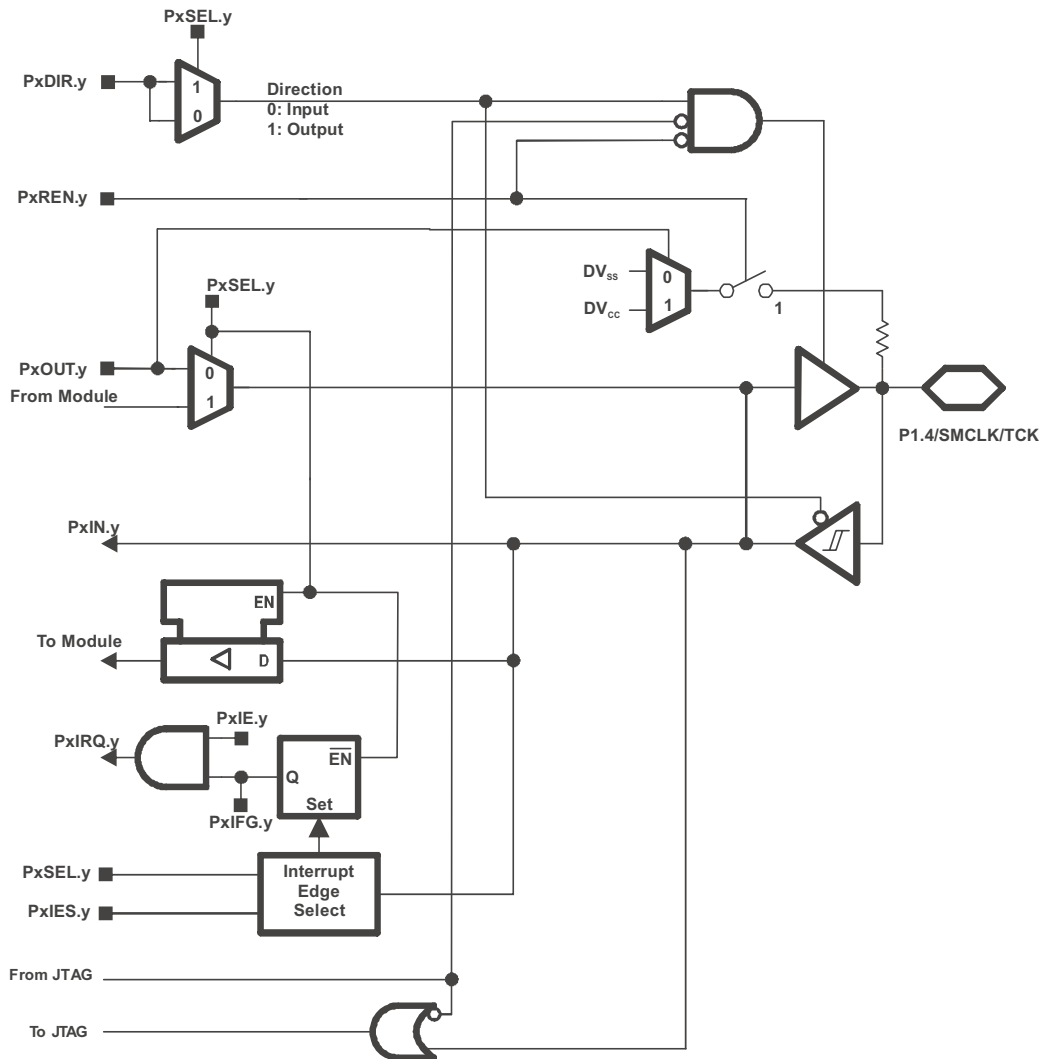 PxSEL.y
PxDIR.y
1
0
Direction
0: Input
1: Output
PxREN.y
DVSS
0
DVCC
1
1
PxSEL.y
PxOUT.y
0
From Module
1
P1.4/SMCLK/TCK
PxIN.y
EN
To Module
D
PxIE.y
PxIRQ.y
EN
Q
Set
PxIFG.y
PxSEL.y
Interrupt
Edge
Select
PxIES.y
From JTAG
To JTAG